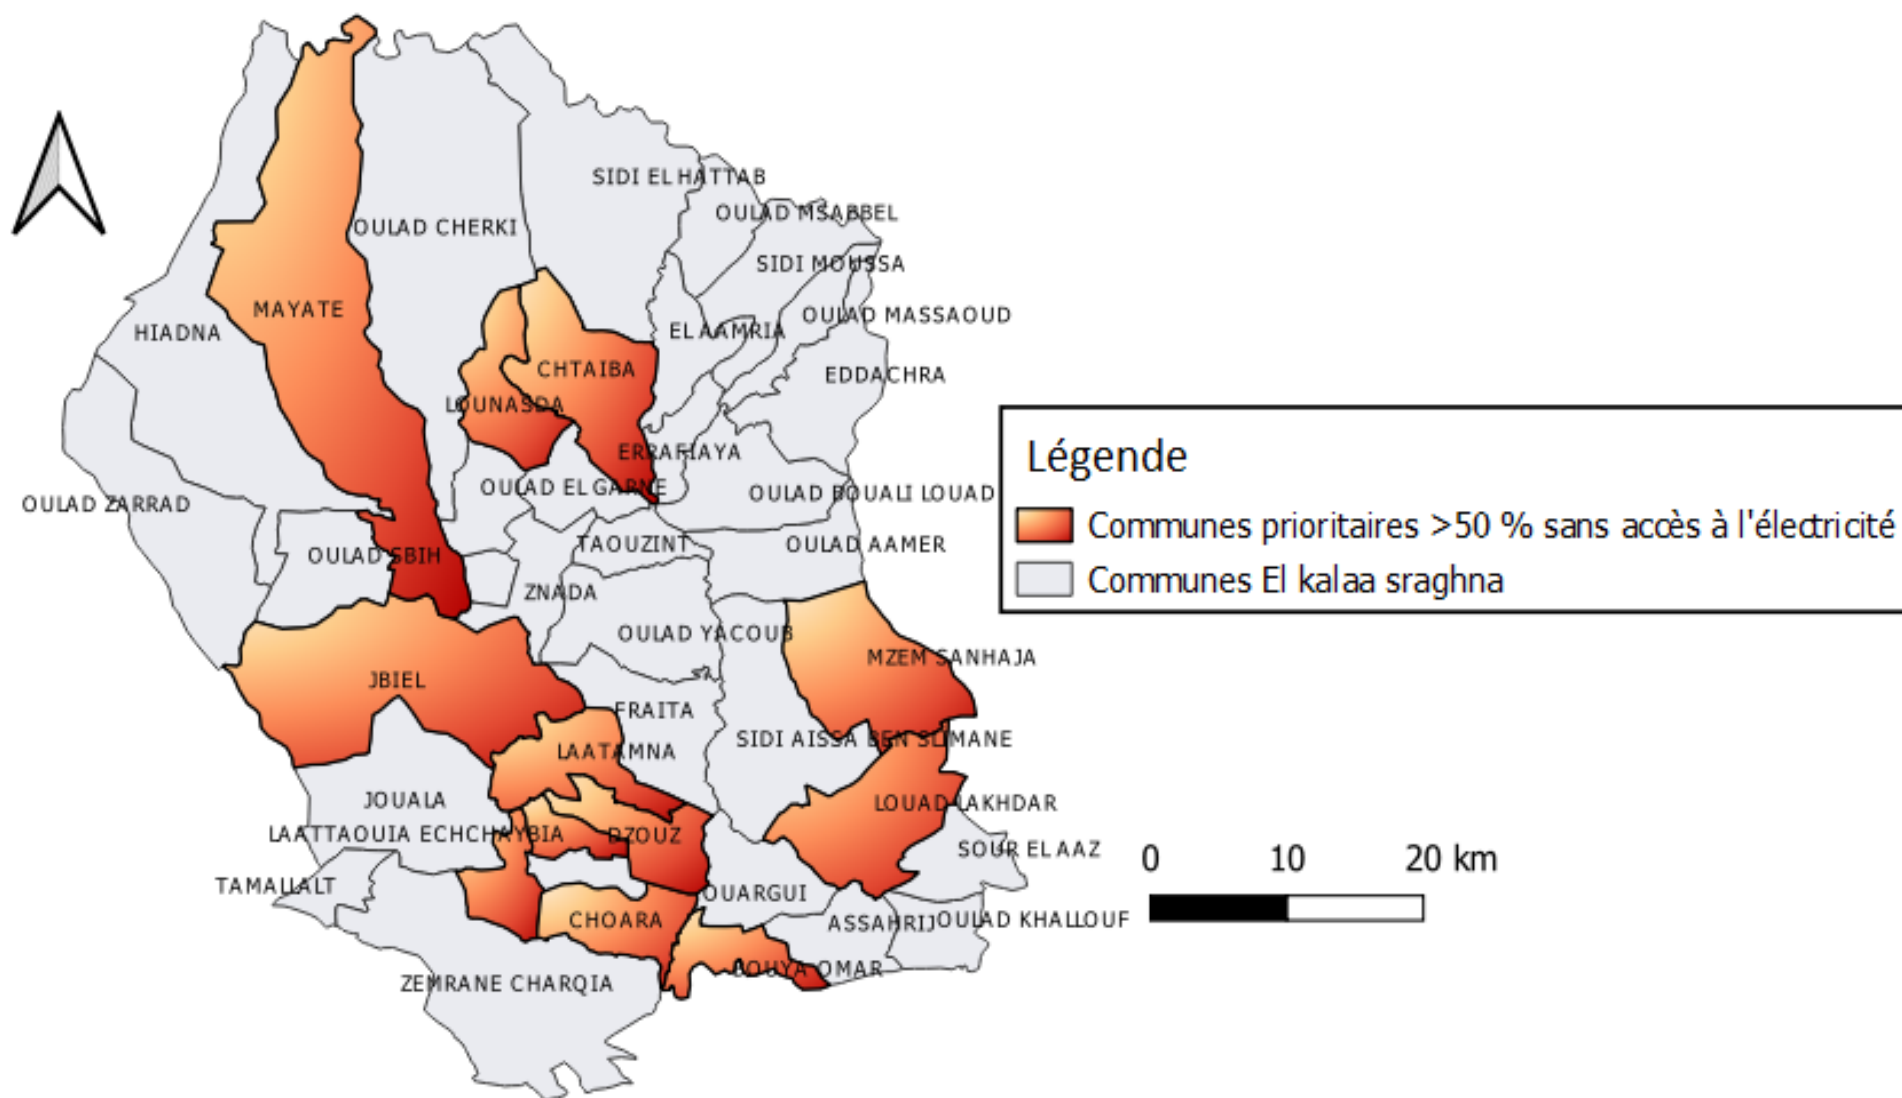 SIDI EL HATTAB
OULAD MSABBEL
OULAD CHERKI
SIDI MOUSSA
MAYATE
OULAD MASSAOUD
HIADNA
EL AAMRIA
CHTAIBA
EDDACHRA
LOUNASDA
ERRAFIAYA
OULAD EL GARNE
OULAD BOUALI LOUAD
OULAD ZARRAD
OULAD SBIH
TAOUZINT
OULAD AAMER
ZNADA
OULAD YACOUB
MZEM SANHAJA
JBIEL
FRAITA
LAATAMNA
SIDI AISSA BEN SLIMANE
JOUALA
LOUAD LAKHDAR
LAATTAOUIA ECHCHAYBIA
DZOUZ
SOUR EL AAZ
TAMALLALT
OUARGUI
CHOARA
ASSAHRIJ
OULAD KHALLOUF
BOUYA OMAR
ZEMRANE CHARQIA
Légende
Communes prioritaires >50 % sans accès à l'électricité
Communes El kalaa sraghna
0 10 20 km